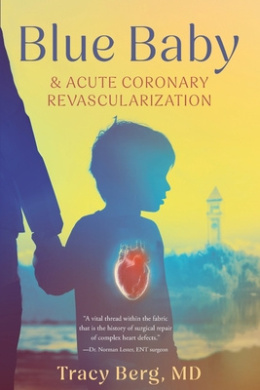 Blue Baby
& ACUTE CORONARY
REVASCULARIZATION
"A vital thread within the fabric
that is the history of surgical repair
of complex heart defects."
—Dr. Norman Lester, ENT surgeon
Tracy Berg, MD